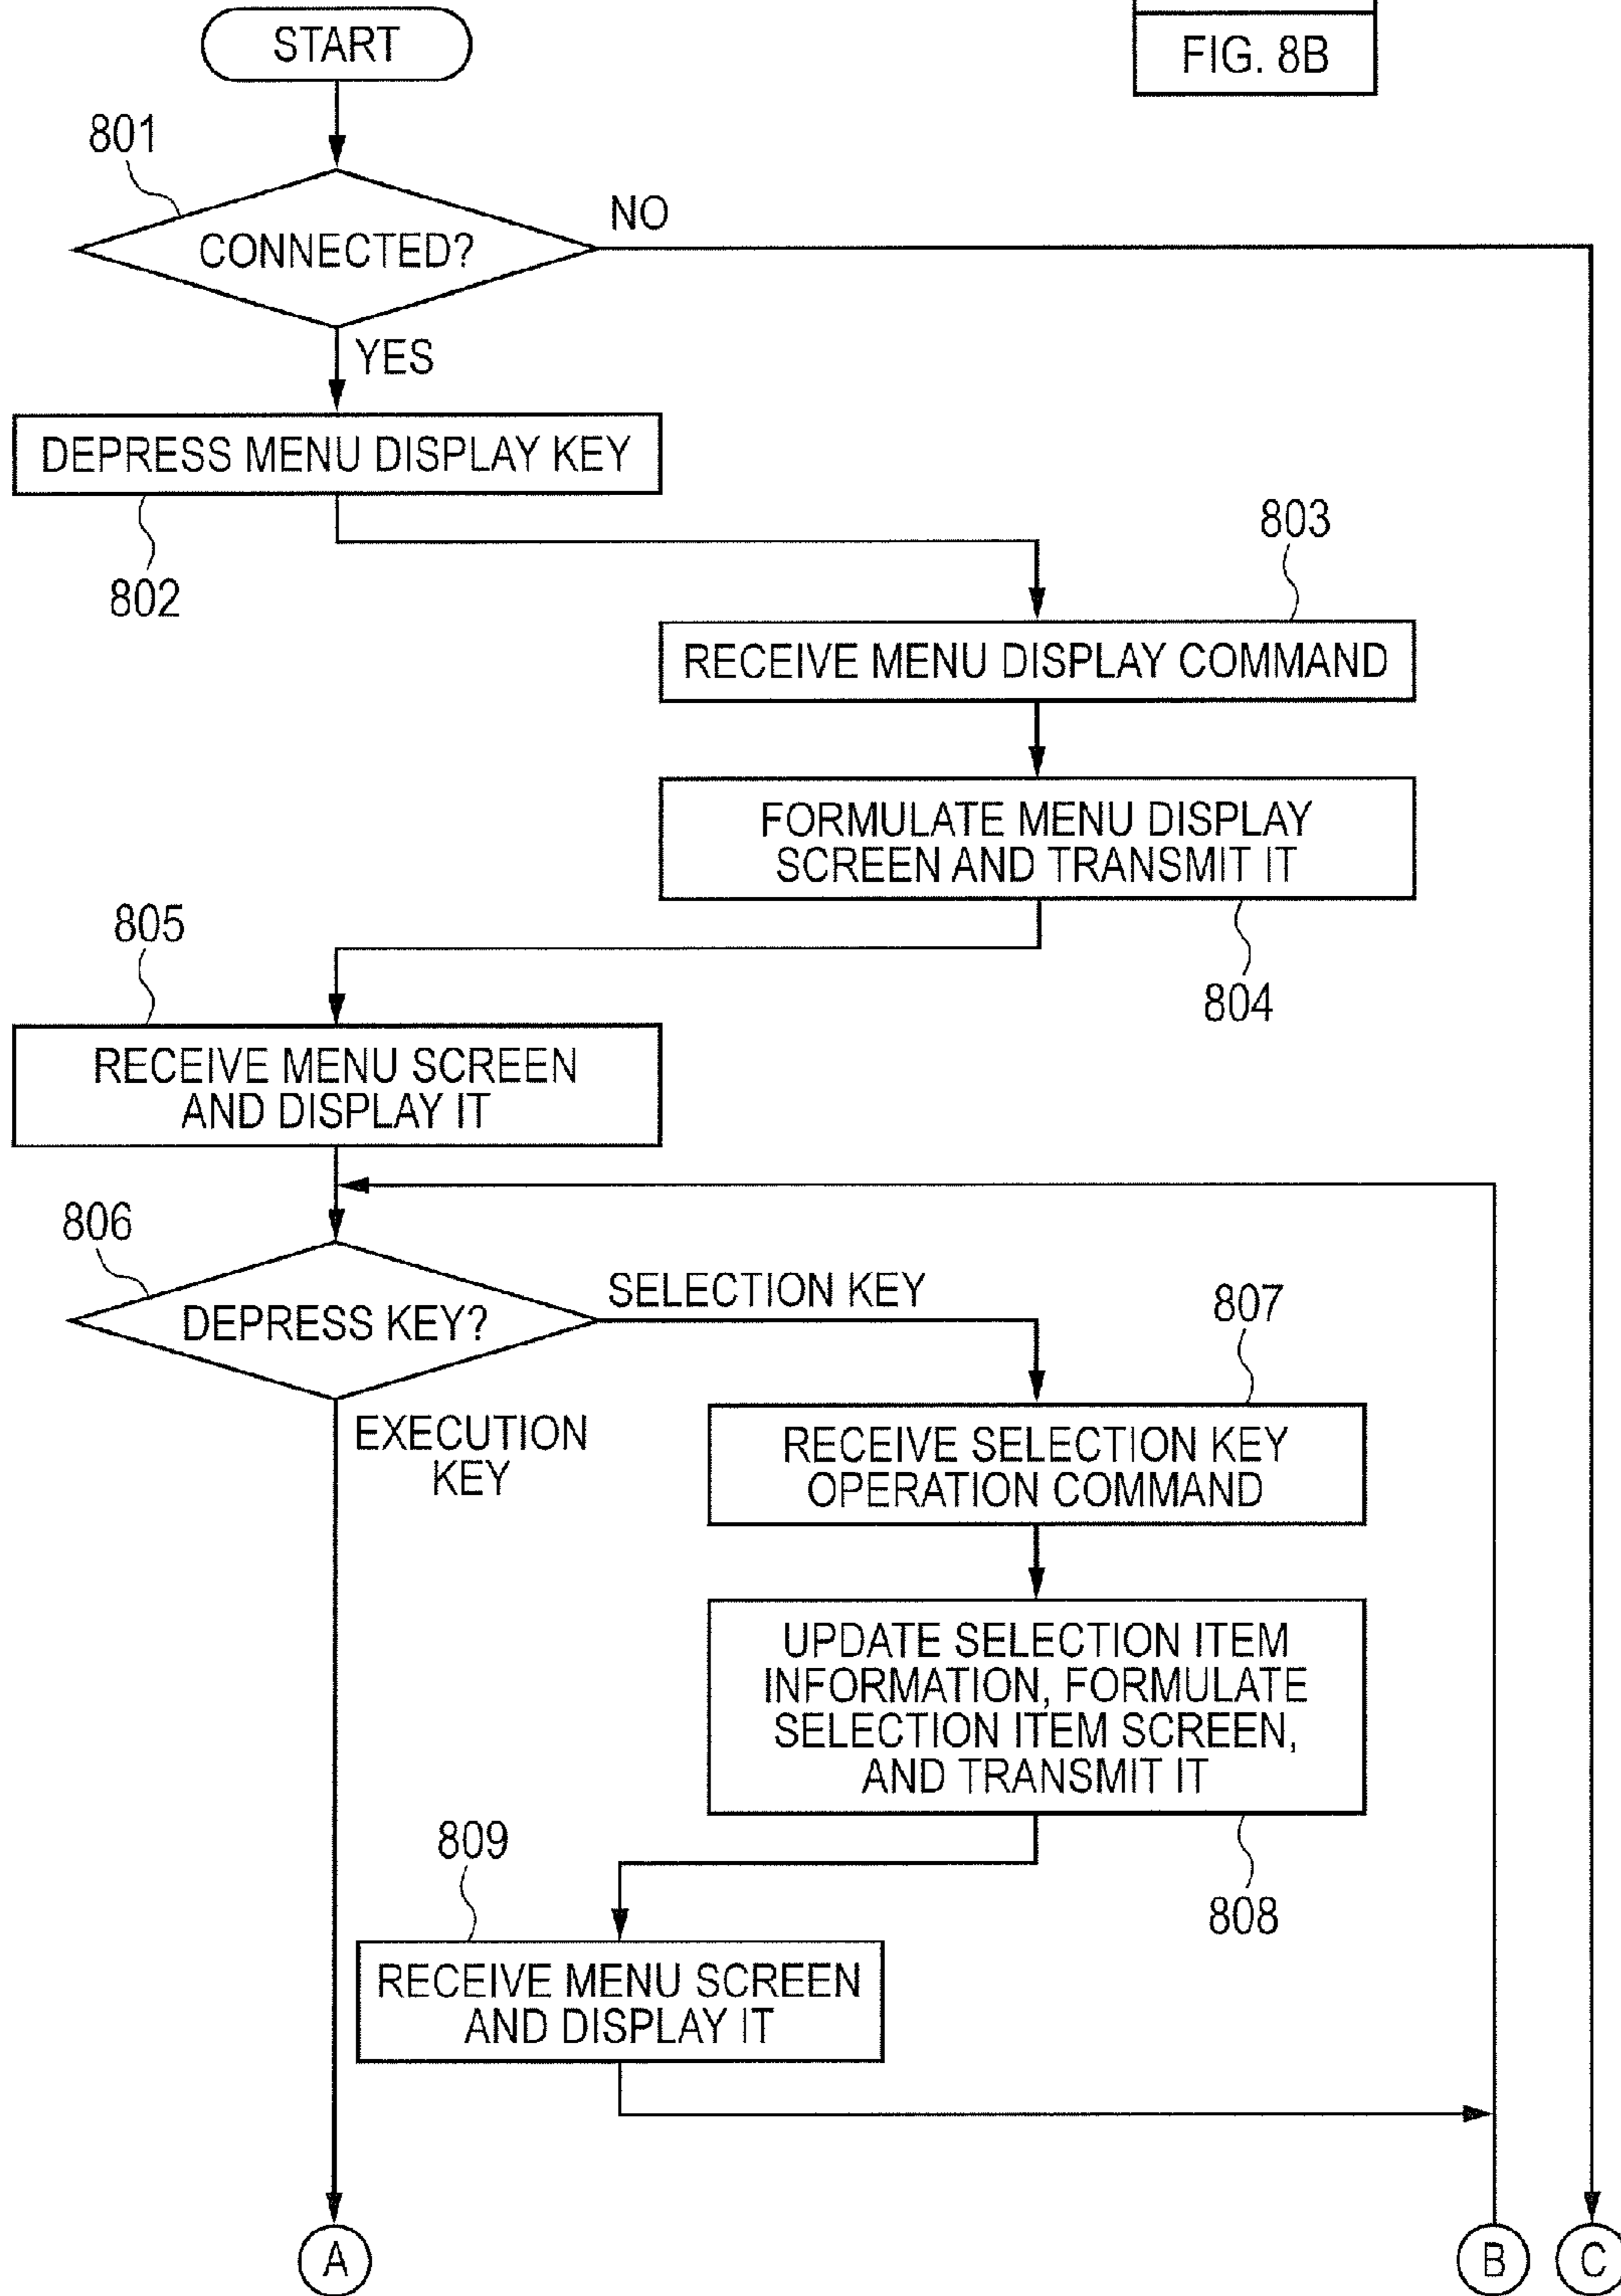 START
FIG. 8B
801
CONNECTED?
NO
YES
DEPRESS MENU DISPLAY KEY
802
803
RECEIVE MENU DISPLAY COMMAND
FORMULATE MENU DISPLAY
SCREEN AND TRANSMIT IT
804
805
RECEIVE MENU SCREEN
AND DISPLAY IT
806
DEPRESS KEY?
SELECTION KEY
EXECUTION
KEY
807
RECEIVE SELECTION KEY
OPERATION COMMAND
UPDATE SELECTION ITEM
INFORMATION, FORMULATE
SELECTION ITEM SCREEN,
AND TRANSMIT IT
808
809
RECEIVE MENU SCREEN
AND DISPLAY IT
A
B
C